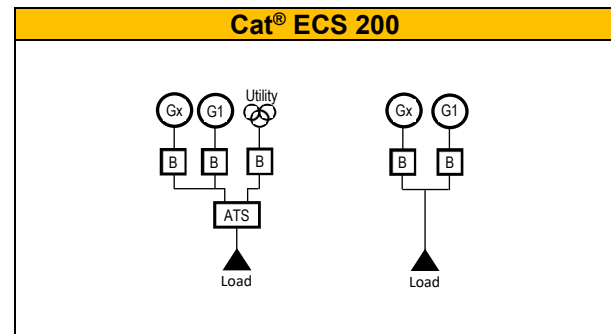 Cat® ECS 200
Utility
Gx G1 Gx G1
B B B B B
ATS
Load Load